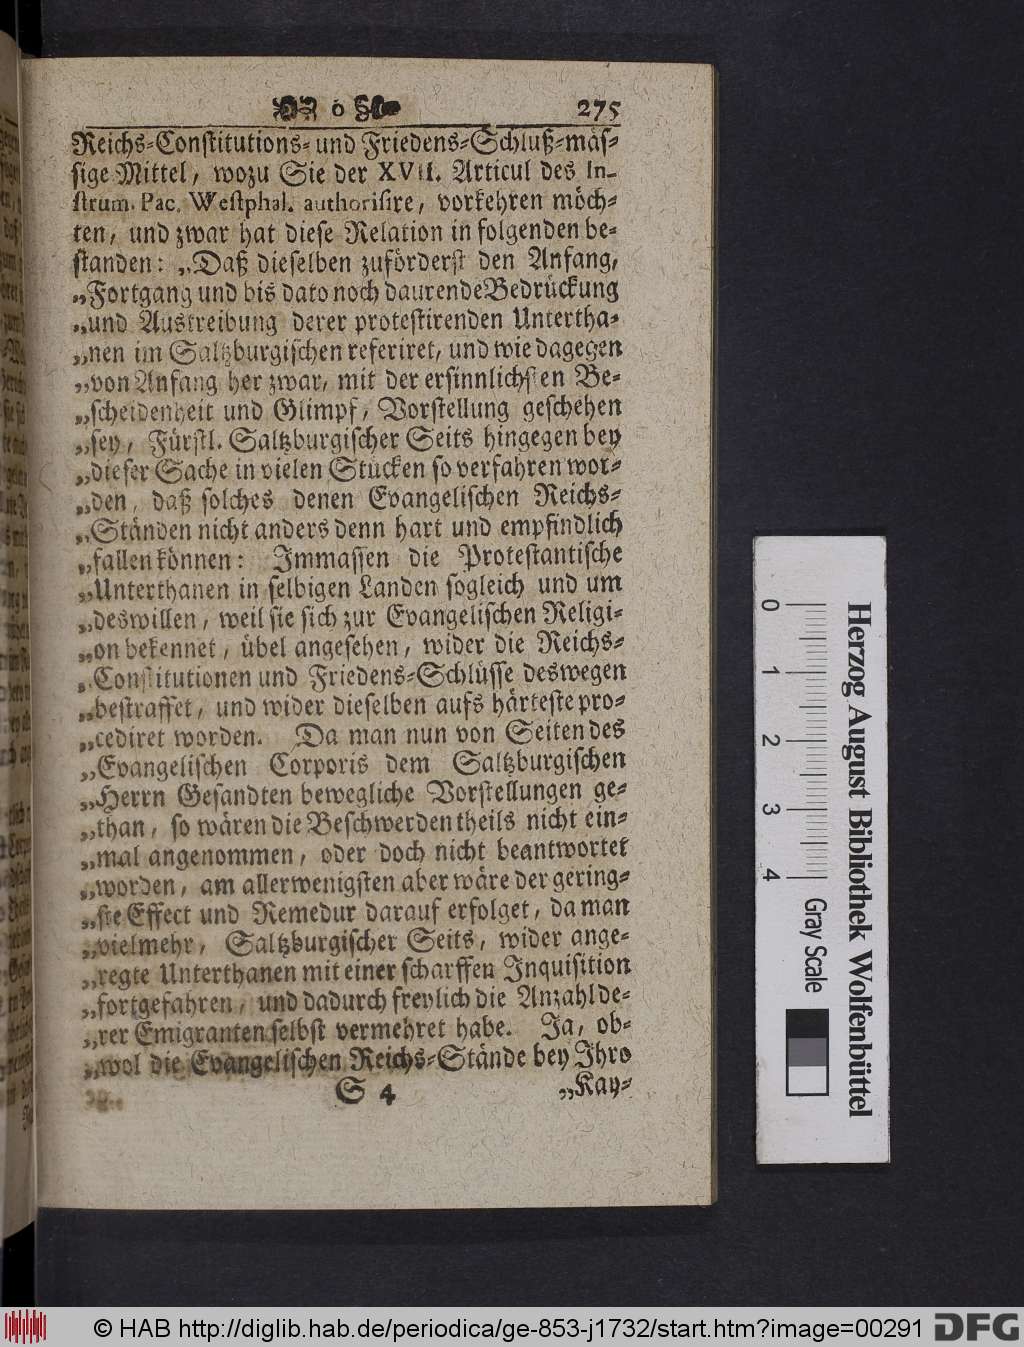 o 275
Reichs-Constitutions- und Friedens-Schluß-mäs-
sige Mittel, wozu Sie der XVII. Articul des In-
strum. Pac. Westphal. authorisire, vorkehren möch-
ten, und zwar hat diese Relation in folgenden be-
standen: „Daß dieselben zuförderst den Anfang,
„Fortgang und bis dato noch daurende Bedrückung
„und Austreibung derer protestirenden Untertha-
„nen im Saltzburgischen referiret, und wie dagegen
„von Anfang her zwar, mit der ersinnlichsten Be-
„scheidenheit und Glimpf, Vorstellung geschehen
„sey, Fürstl. Saltzburgischer Seits hingegen bey
„dieser Sache in vielen Stücken so verfahren wor-
„den, daß solches denen Evangelischen Reichs-
„Ständen nicht anders denn hart und empfindlich
„fallen können: Immassen die Protestantische
„Unterthanen in selbigen Landen sogleich und um
„deswillen, weil sie sich zur Evangelischen Religi-
„on bekennet, übel angesehen, wider die Reichs-
„Constitutionen und Friedens-Schlüsse deswegen
„bestraffet, und wider dieselben aufs härteste pro-
„cediret worden. Da man nun von Seiten des
„Evangelischen Corporis dem Saltzburgischen
„Herrn Gesandten bewegliche Vorstellungen ge-
„than, so wären die Beschwerden theils nicht ein-
„mal angenommen, oder doch nicht beantwortet
„worden, am allerwenigsten aber wäre der gering-
„ste Effect und Remedur darauf erfolget, da man
„vielmehr, Saltzburgischer Seits, wider ange-
„regte Unterthanen mit einer scharffen Inquisition
„fortgefahren, und dadurch freylich die Anzahl de-
„rer Emigranten selbst vermehret habe. Ja, ob-
„wol die Evangelischen Reichs-Stände bey Ihro
S 4 „Kay-
0 1 2 3 4
Gray Scale
Herzog August Bibliothek Wolfenbüttel
© HAB http://diglib.hab.de/periodica/ge-853-j1732/start.htm?image=00291 DFG